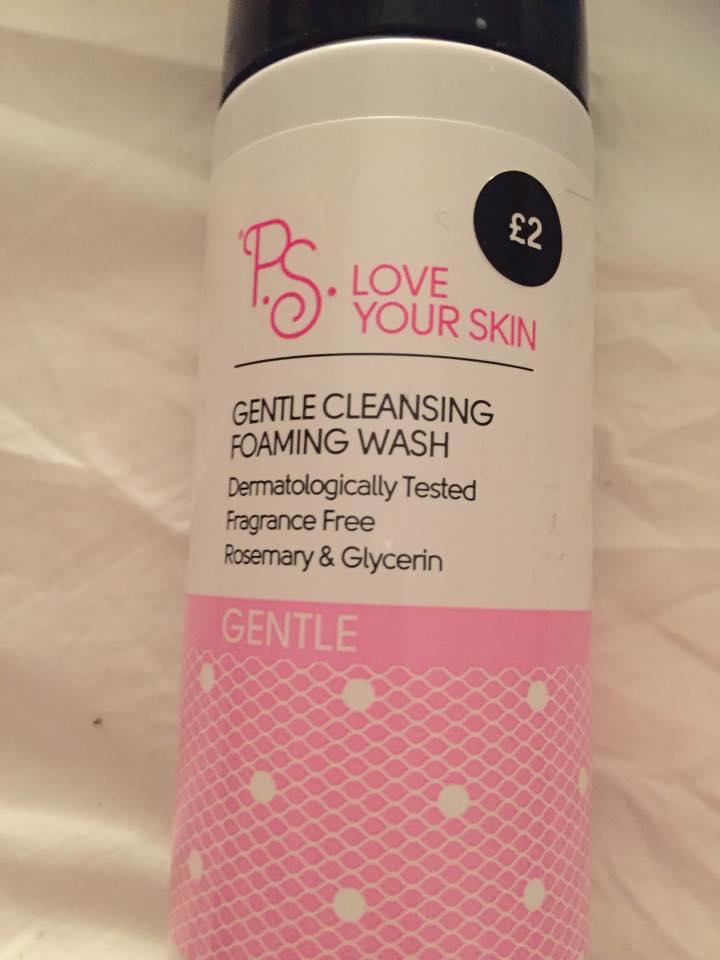 £2
P.S. LOVE
YOUR SKIN
GENTLE CLEANSING
FOAMING WASH
Dermatologically Tested
Fragrance Free
Rosemary & Glycerin
GENTLE